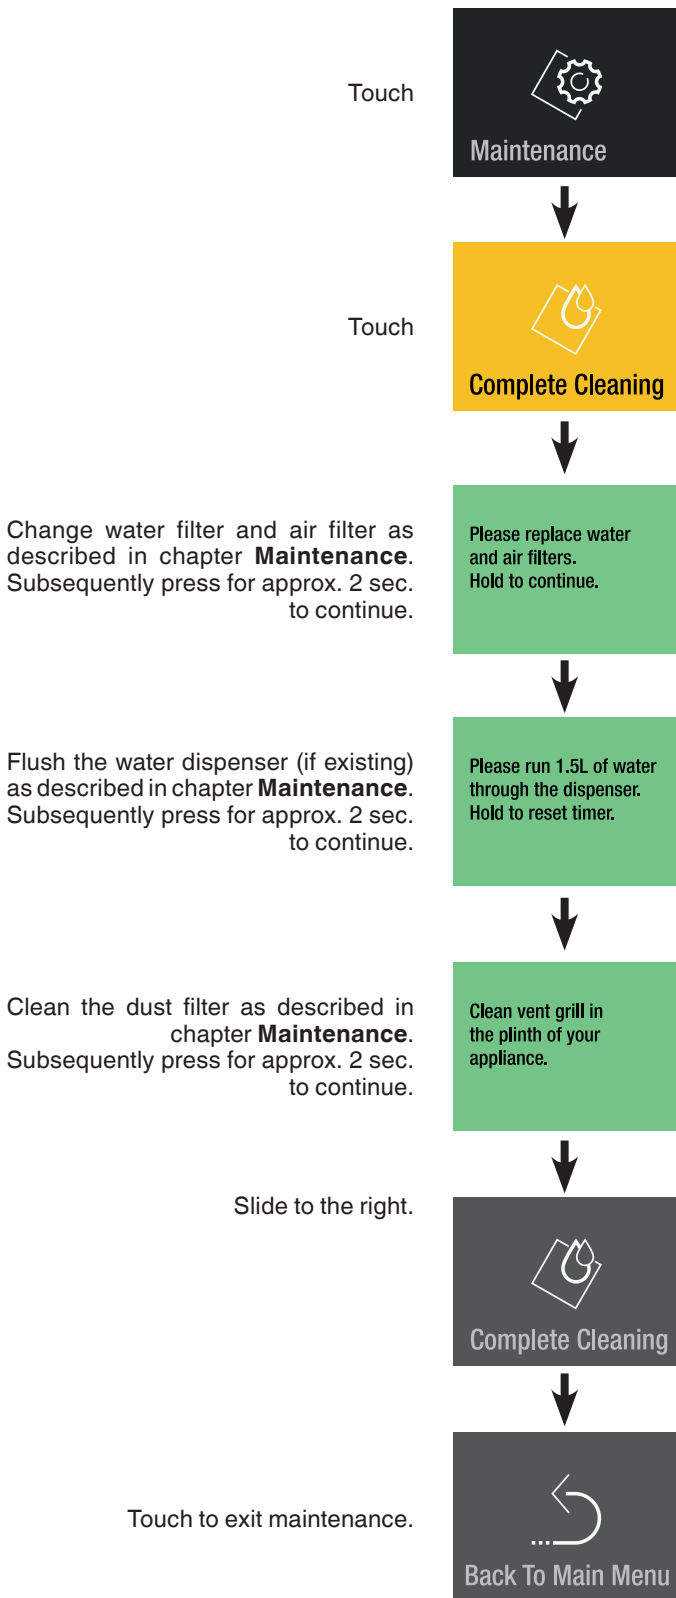 Touch
Maintenance
Touch
Complete Cleaning
Change water filter and air filter as
described in chapter Maintenance.
Subsequently press for approx. 2 sec.
to continue.
Please replace water
and air filters.
Hold to continue.
Flush the water dispenser (if existing)
as described in chapter Maintenance.
Subsequently press for approx. 2 sec.
to continue.
Please run 1.5L of water
through the dispenser.
Hold to reset timer.
Clean the dust filter as described in
chapter Maintenance.
Subsequently press for approx. 2 sec.
to continue.
Clean vent grill in
the plinth of your
appliance.
Slide to the right.
Complete Cleaning
Touch to exit maintenance.
Back To Main Menu